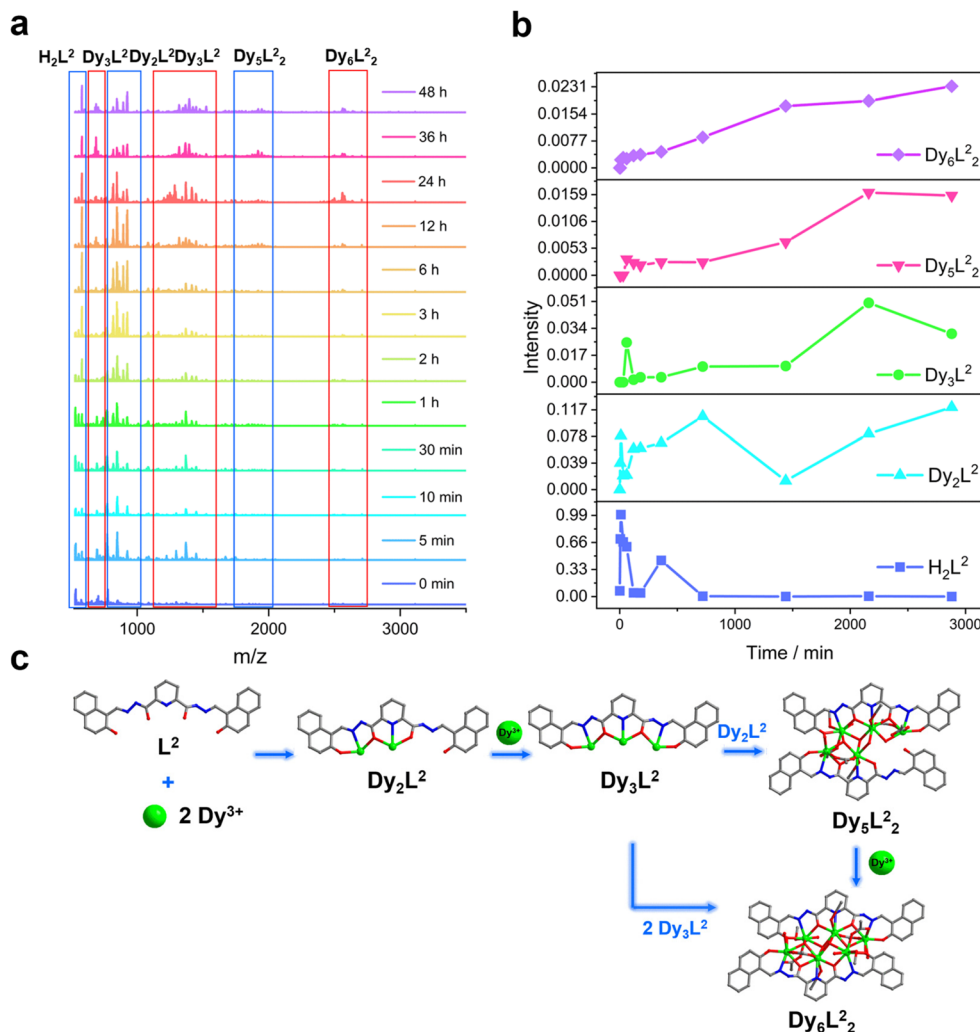 a
H₂L² Dy₃L² Dy₂L² Dy₃L² Dy₅L²₂ Dy₆L²₂
48 h
36 h
24 h
12 h
6 h
3 h
2 h
1 h
30 min
10 min
5 min
0 min
1000 2000 3000
m/z
b
0.0231
0.0154
0.0077
0.0000
Dy₆L²₂
0.0159
0.0106
0.0053
0.0000
Dy₅L²₂
0.051
0.034
0.017
0.000
Dy₃L²
0.117
0.078
0.039
0.000
Dy₂L²
0.99
0.66
0.33
0.00
H₂L²
Intensity
0 1000 2000 3000
Time / min
c
L²
+
2 Dy³⁺
Dy₂L²
Dy³⁺
Dy₃L²
Dy₂L²
Dy₅L²₂
Dy³⁺
2 Dy₃L²
Dy₆L²₂